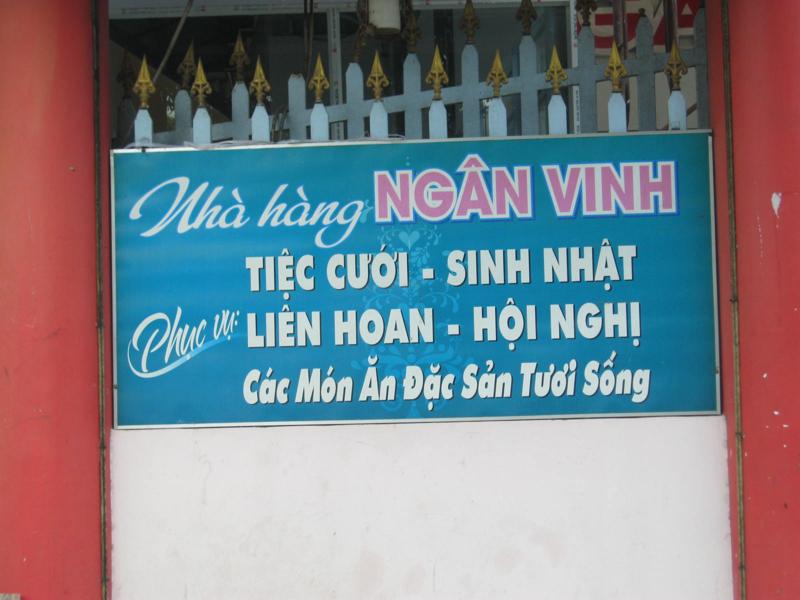 Nhà hàng NGÂN VINH
Phục vụ:
TIỆC CƯỚI - SINH NHẬT
LIÊN HOAN - HỘI NGHỊ
Các Món Ăn Đặc Sản Tươi Sống